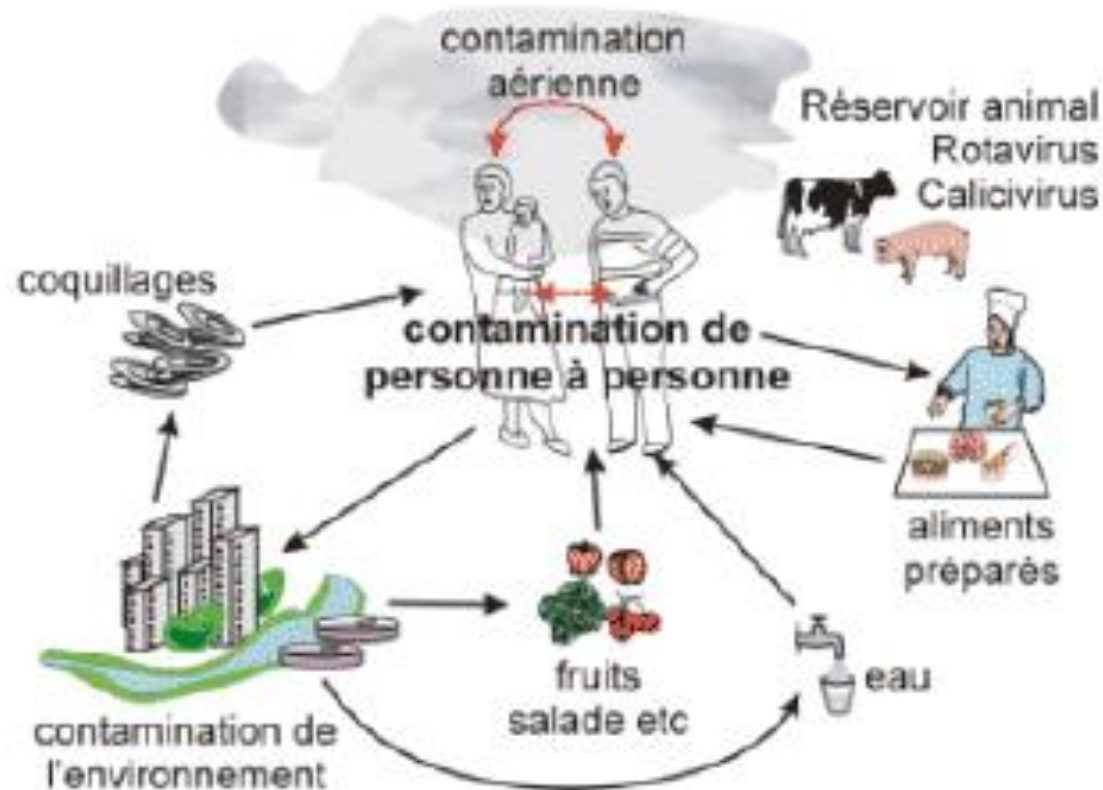 contamination
aérienne
Réservoir animal
Rotavirus
Calicivirus
coquillages
contamination de
personne à personne
aliments
préparés
fruits
salade etc
eau
contamination de
l'environnement